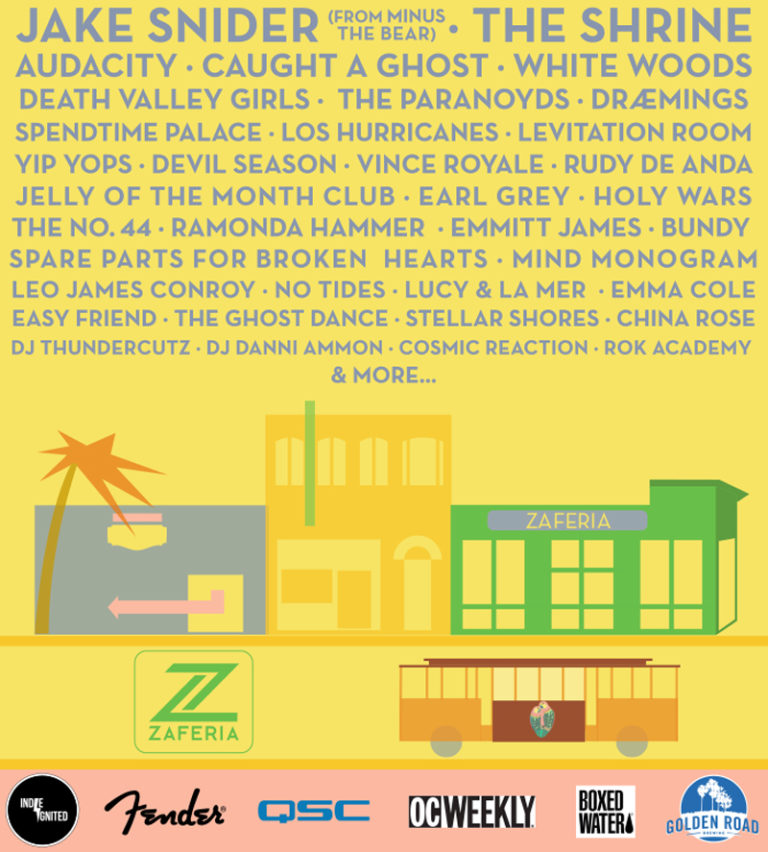 JAKE SNIDER (FROM MINUS THE BEAR) · THE SHRINE
AUDACITY · CAUGHT A GHOST · WHITE WOODS
DEATH VALLEY GIRLS · THE PARANOYDS · DRÆMINGS
SPENDTIME PALACE · LOS HURRICANES · LEVITATION ROOM
YIP YOPS · DEVIL SEASON · VINCE ROYALE · RUDY DE ANDA
JELLY OF THE MONTH CLUB · EARL GREY · HOLY WARS
THE NO. 44 · RAMONDA HAMMER · EMMITT JAMES · BUNDY
SPARE PARTS FOR BROKEN HEARTS · MIND MONOGRAM
LEO JAMES CONROY · NO TIDES · LUCY & LA MER · EMMA COLE
EASY FRIEND · THE GHOST DANCE · STELLAR SHORES · CHINA ROSE
DJ THUNDERCUTZ · DJ DANNI AMMON · COSMIC REACTION · ROK ACADEMY
& MORE...
ZAFERIA
ZAFERIA
INDIE
IGNITED
Fender®
QSC
OC WEEKLY
BOXED
WATER
GOLDEN ROAD
BREWING